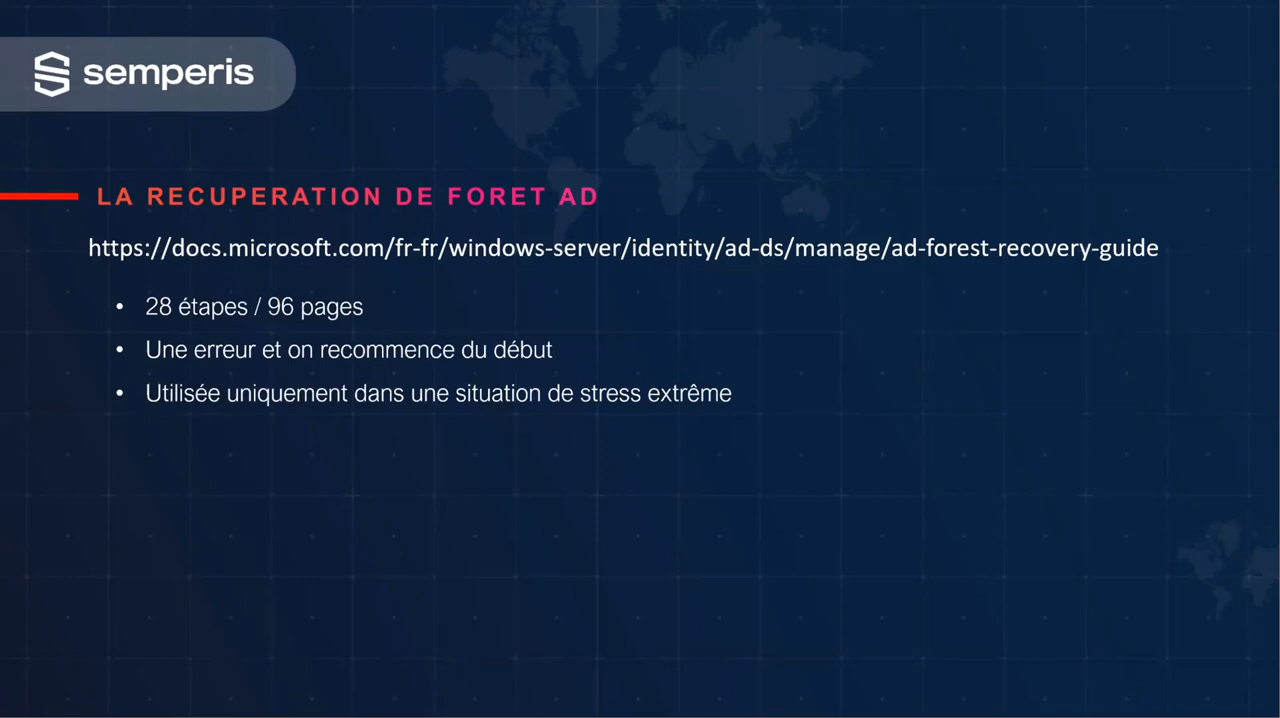 semperis
LA RECUPERATION DE FORET AD
https://docs.microsoft.com/fr-fr/windows-server/identity/ad-ds/manage/ad-forest-recovery-guide
• 28 étapes / 96 pages
• Une erreur et on recommence du début
• Utilisée uniquement dans une situation de stress extrême